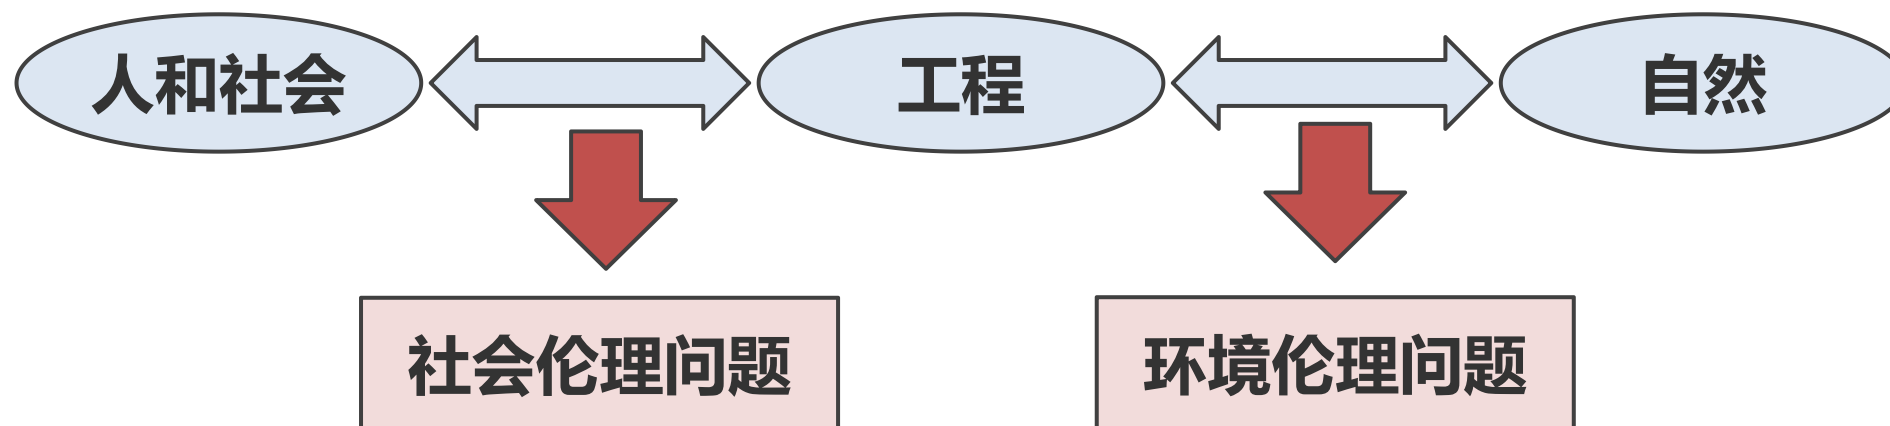 人和社会
工程
自然
社会伦理问题
环境伦理问题